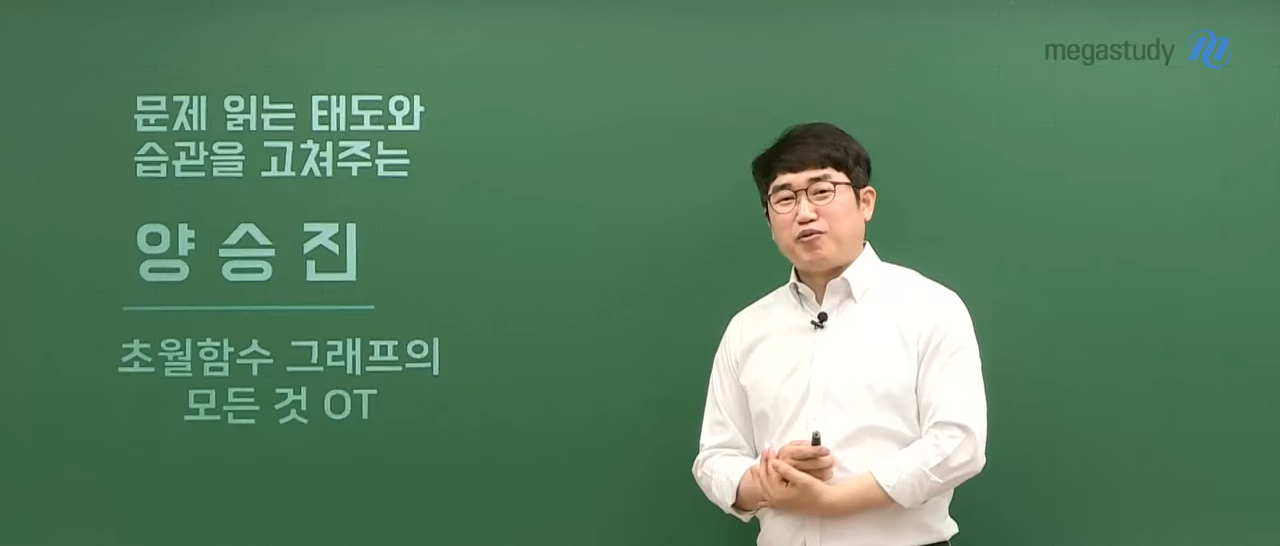 megastudy
문제 읽는 태도와
습관을 고쳐주는
양승진
초월함수 그래프의
모든 것 OT